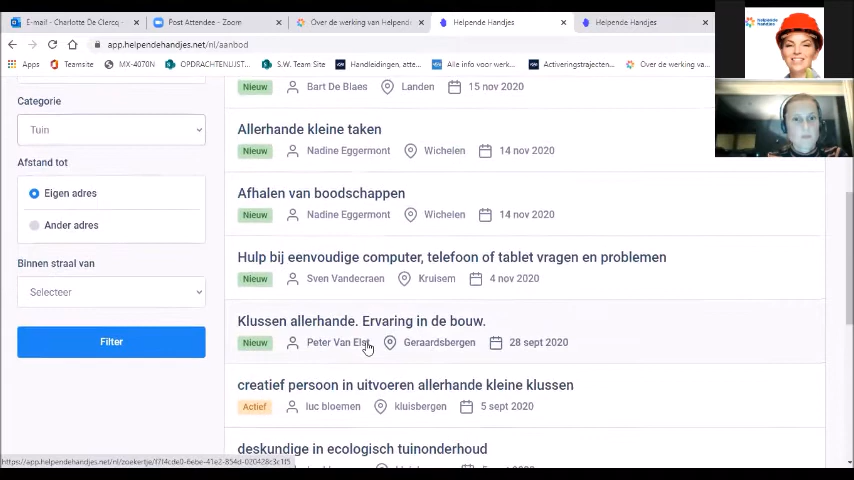 E-mail - Charlotte De Clercq - Post Attendee - Zoom Over de werking van Helpend Helpende Handjes Helpende Handjes
app.helpendehandjes.net/nl/aanbod
Apps Teamsite MX-4070N OPDRACHTENLIJST... S.W. Team Site Handleidingen, atte... Alle info voor werk... Activeringstrajecten... Over de werking va...
helpende handjes
Categorie
Tuin
Afstand tot
Eigen adres
Ander adres
Binnen straal van
Selecteer
Filter
Nieuw Bart De Blaes Landen 15 nov 2020
Allerhande kleine taken
Nieuw Nadine Eggermont Wichelen 14 nov 2020
Afhalen van boodschappen
Nieuw Nadine Eggermont Wichelen 14 nov 2020
Hulp bij eenvoudige computer, telefoon of tablet vragen en problemen
Nieuw Sven Vandecraen Kruisem 4 nov 2020
Klussen allerhande. Ervaring in de bouw.
Nieuw Peter Van Elst Geraardsbergen 28 sept 2020
creatief persoon in uitvoeren allerhande kleine klussen
Actief luc bloemen kluisbergen 5 sept 2020
deskundige in ecologisch tuinonderhoud